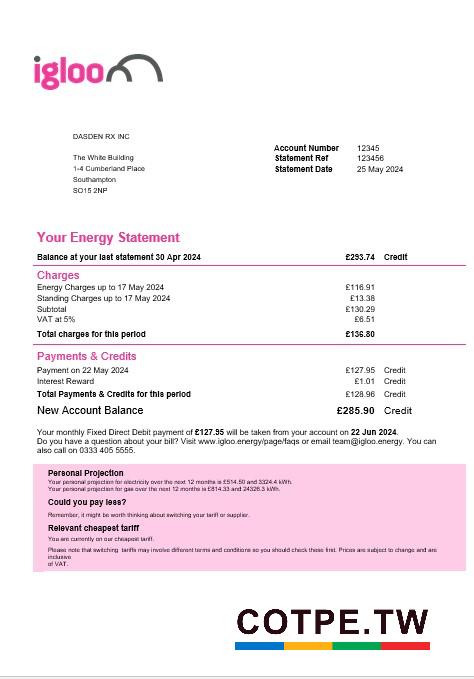 igloo
DASDEN RX INC
The White Building
1-4 Cumberland Place
Southampton
SO15 2NP
Account Number 12345
Statement Ref 123456
Statement Date 25 May 2024
Your Energy Statement
Balance at your last statement 30 Apr 2024 £293.74 Credit
Charges
Energy Charges up to 17 May 2024 £116.91
Standing Charges up to 17 May 2024 £13.38
Subtotal £130.29
VAT at 5% £6.51
Total charges for this period £136.80
Payments & Credits
Payment on 22 May 2024 £127.95 Credit
Interest Reward £1.01 Credit
Total Payments & Credits for this period £128.96 Credit
New Account Balance £285.90 Credit
Your monthly Fixed Direct Debit payment of £127.95 will be taken from your account on 22 Jun 2024.
Do you have a question about your bill? Visit www.igloo.energy/page/faqs or email team@igloo.energy. You can
also call on 0333 405 5555.
Personal Projection
Your personal projection for electricity over the next 12 months is £514.50 and 3324.4 kWh.
Your personal projection for gas over the next 12 months is £814.33 and 24326.3 kWh.
Could you pay less?
Remember, it might be worth thinking about switching your tariff or supplier.
Relevant cheapest tariff
You are currently on our cheapest tariff.
Please note that switching tariffs may involve different terms and conditions so you should check these first. Prices are subject to change and are
inclusive
of VAT.
COTPE.TW